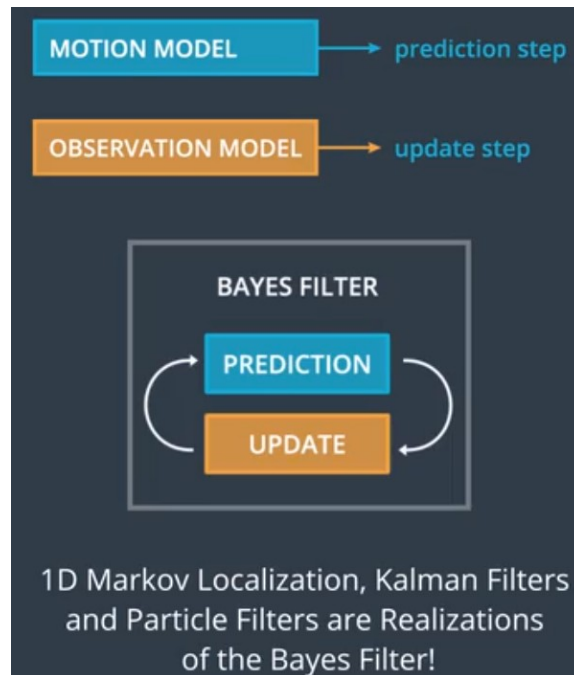 MOTION MODEL prediction step
OBSERVATION MODEL update step
BAYES FILTER
PREDICTION
UPDATE
1D Markov Localization, Kalman Filters
and Particle Filters are Realizations
of the Bayes Filter!